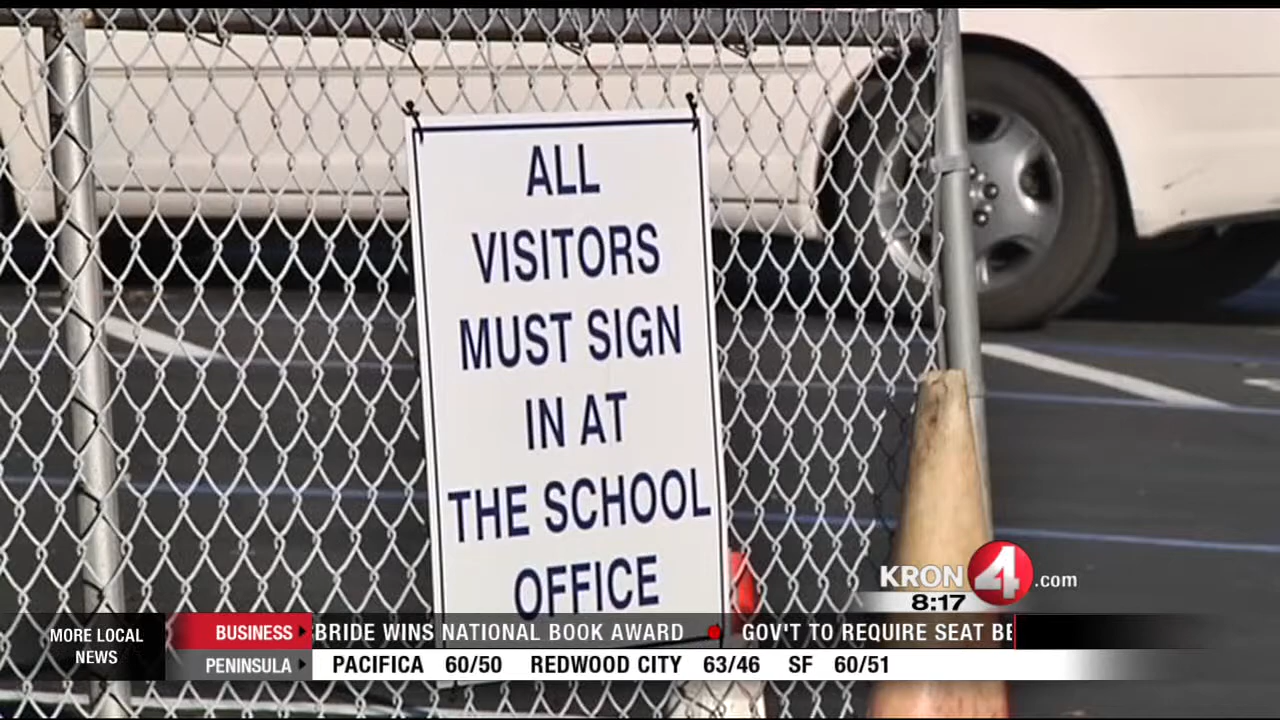 ALL
VISITORS
MUST SIGN
IN AT
THE SCHOOL
OFFICE
KRON 4 .com
8:17
MORE LOCAL
NEWS
BUSINESS
BRIDE WINS NATIONAL BOOK AWARD GOV'T TO REQUIRE SEAT
PENINSULA PACIFICA 60/50 REDWOOD CITY 63/46 SF 60/51